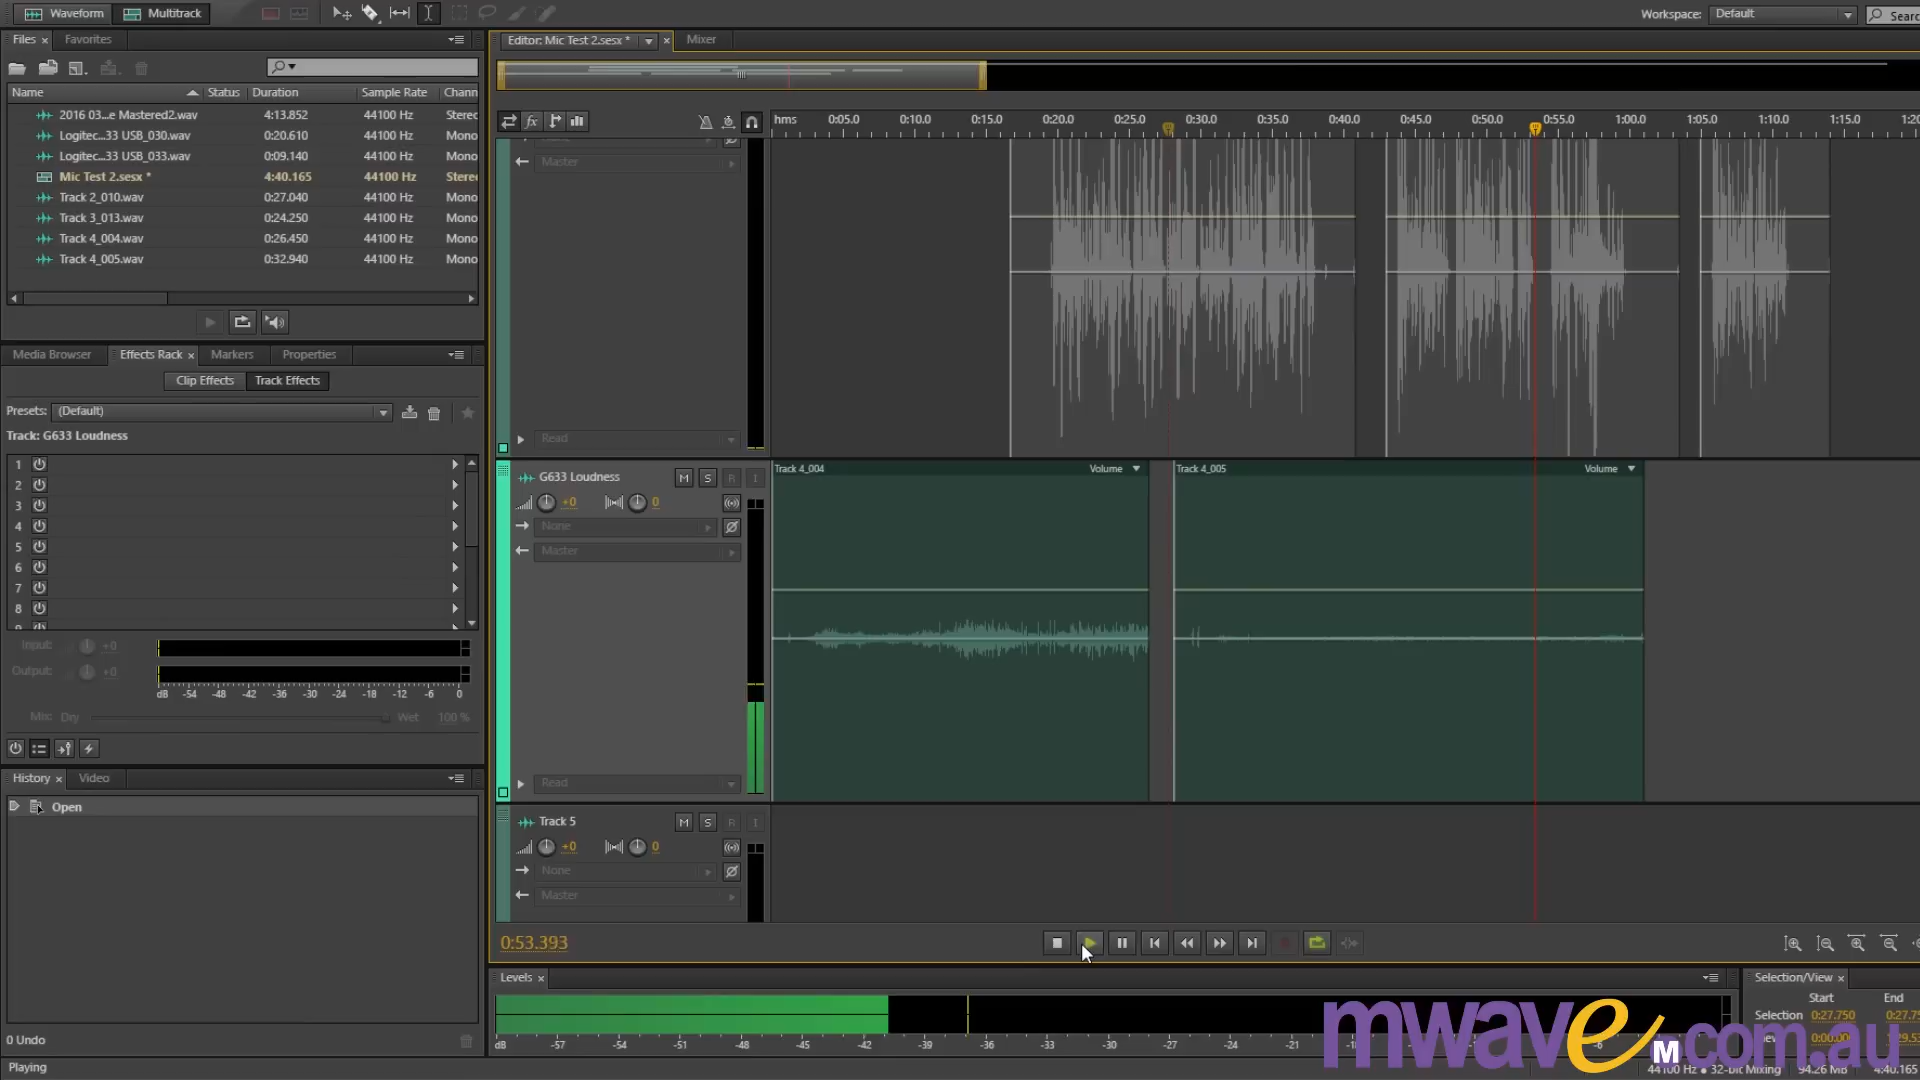 Waveform Multitrack Workspace: Default Searc
Files × Favorites
Editor: Mic Test 2.sesx * × Mixer
Name Status Duration Sample Rate Chann
2016 03...e Mastered2.wav 4:13.852 44100 Hz Stereo
Logitec...33 USB_030.wav 0:20.610 44100 Hz Mono
Logitec...33 USB_033.wav 0:09.140 44100 Hz Mono
Mic Test 2.sesx * 4:40.165 44100 Hz Stereo
Track 2_010.wav 0:27.040 44100 Hz Mono
Track 3_013.wav 0:24.250 44100 Hz Mono
Track 4_004.wav 0:26.450 44100 Hz Mono
Track 4_005.wav 0:32.940 44100 Hz Mono
fx
hms 0:05.0 0:10.0 0:15.0 0:20.0 0:25.0 0:30.0 0:35.0 0:40.0 0:45.0 0:50.0 0:55.0 1:00.0 1:05.0 1:10.0 1:15.0 1:20
Master
Read
Media Browser Effects Rack × Markers Properties
Clip Effects Track Effects
Presets: (Default)
Track: G633 Loudness
1
2
3
4
5
6
7
8
Input: +0
Output: +0
dB -54 -48 -42 -36 -30 -24 -18 -12 -6 0
Mix: Dry Wet 100 %
G633 Loudness M S R I
+0 0
None
Master
Read
Track 4_004 Volume
Track 4_005 Volume
History × Video
Open
0 Undo
Playing
Track 5 M S R I
+0 0
None
Master
0:53.393
Levels ×
dB -57 -54 -51 -48 -45 -42 -39 -36 -33 -30 -27 -24 -21 -6
Selection/View ×
Start End
Selection 0:27.750 0:27.75
mwave.com.au
M
44100 Hz ● 32-bit Mixing 94.26 MB 4:40.165